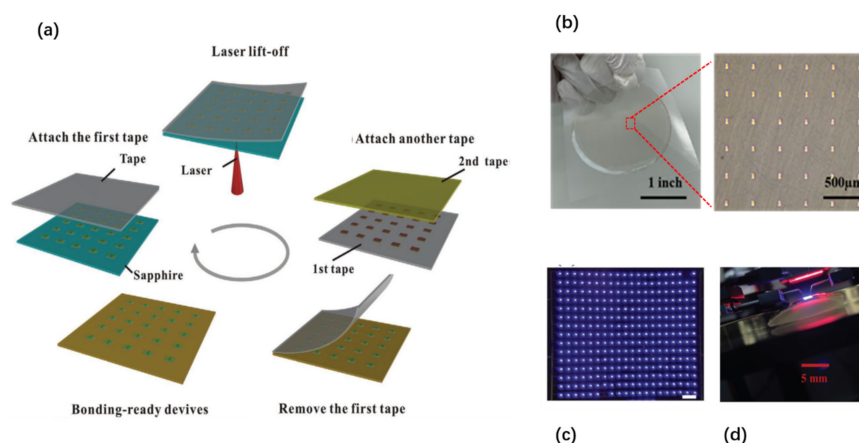 (a)
Laser lift-off
Attach the first tape
Tape
Laser
Attach another tape
2nd tape
1st tape
Sapphire
Bonding-ready devives
Remove the first tape
(b)
1 inch
500μm
5 mm
(c)
(d)